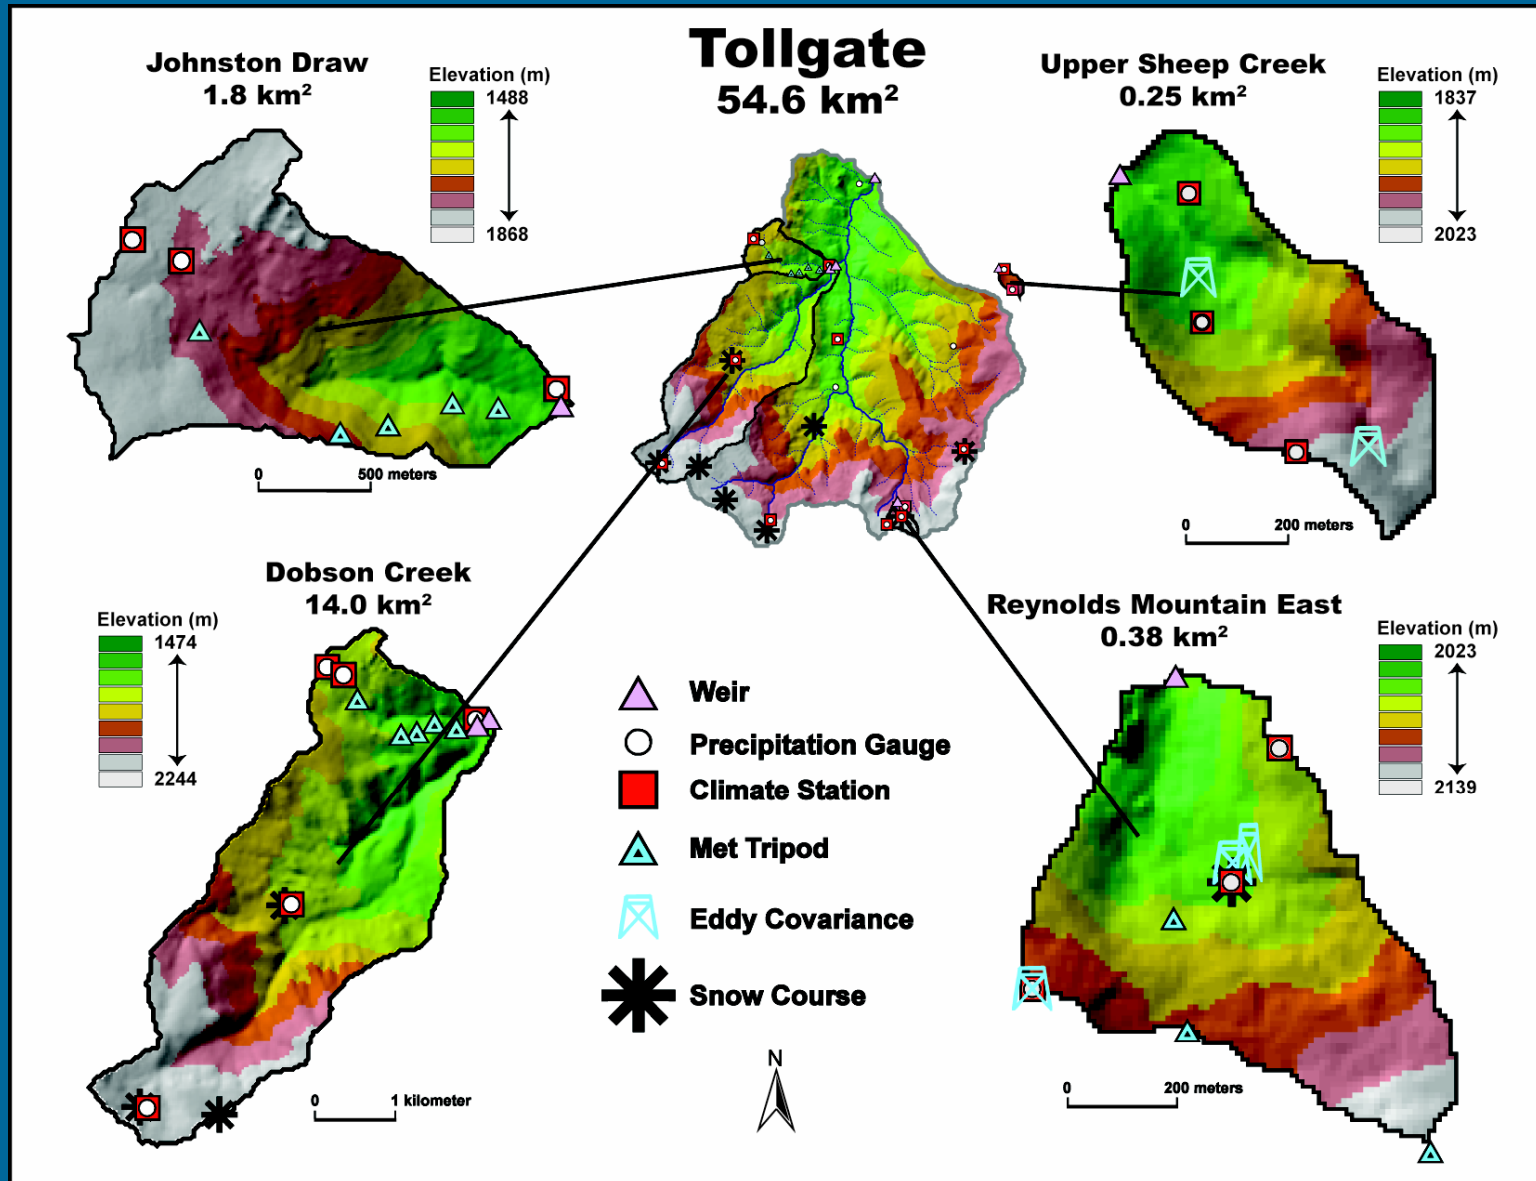 Tollgate
54.6 km²
Johnston Draw
1.8 km²
Elevation (m)
1488
1868
0 500 meters
Upper Sheep Creek
0.25 km²
Elevation (m)
1837
2023
0 200 meters
Dobson Creek
14.0 km²
Elevation (m)
1474
2244
0 1 kilometer
Weir
Precipitation Gauge
Climate Station
Met Tripod
Eddy Covariance
Snow Course
N
Reynolds Mountain East
0.38 km²
Elevation (m)
2023
2139
0 200 meters